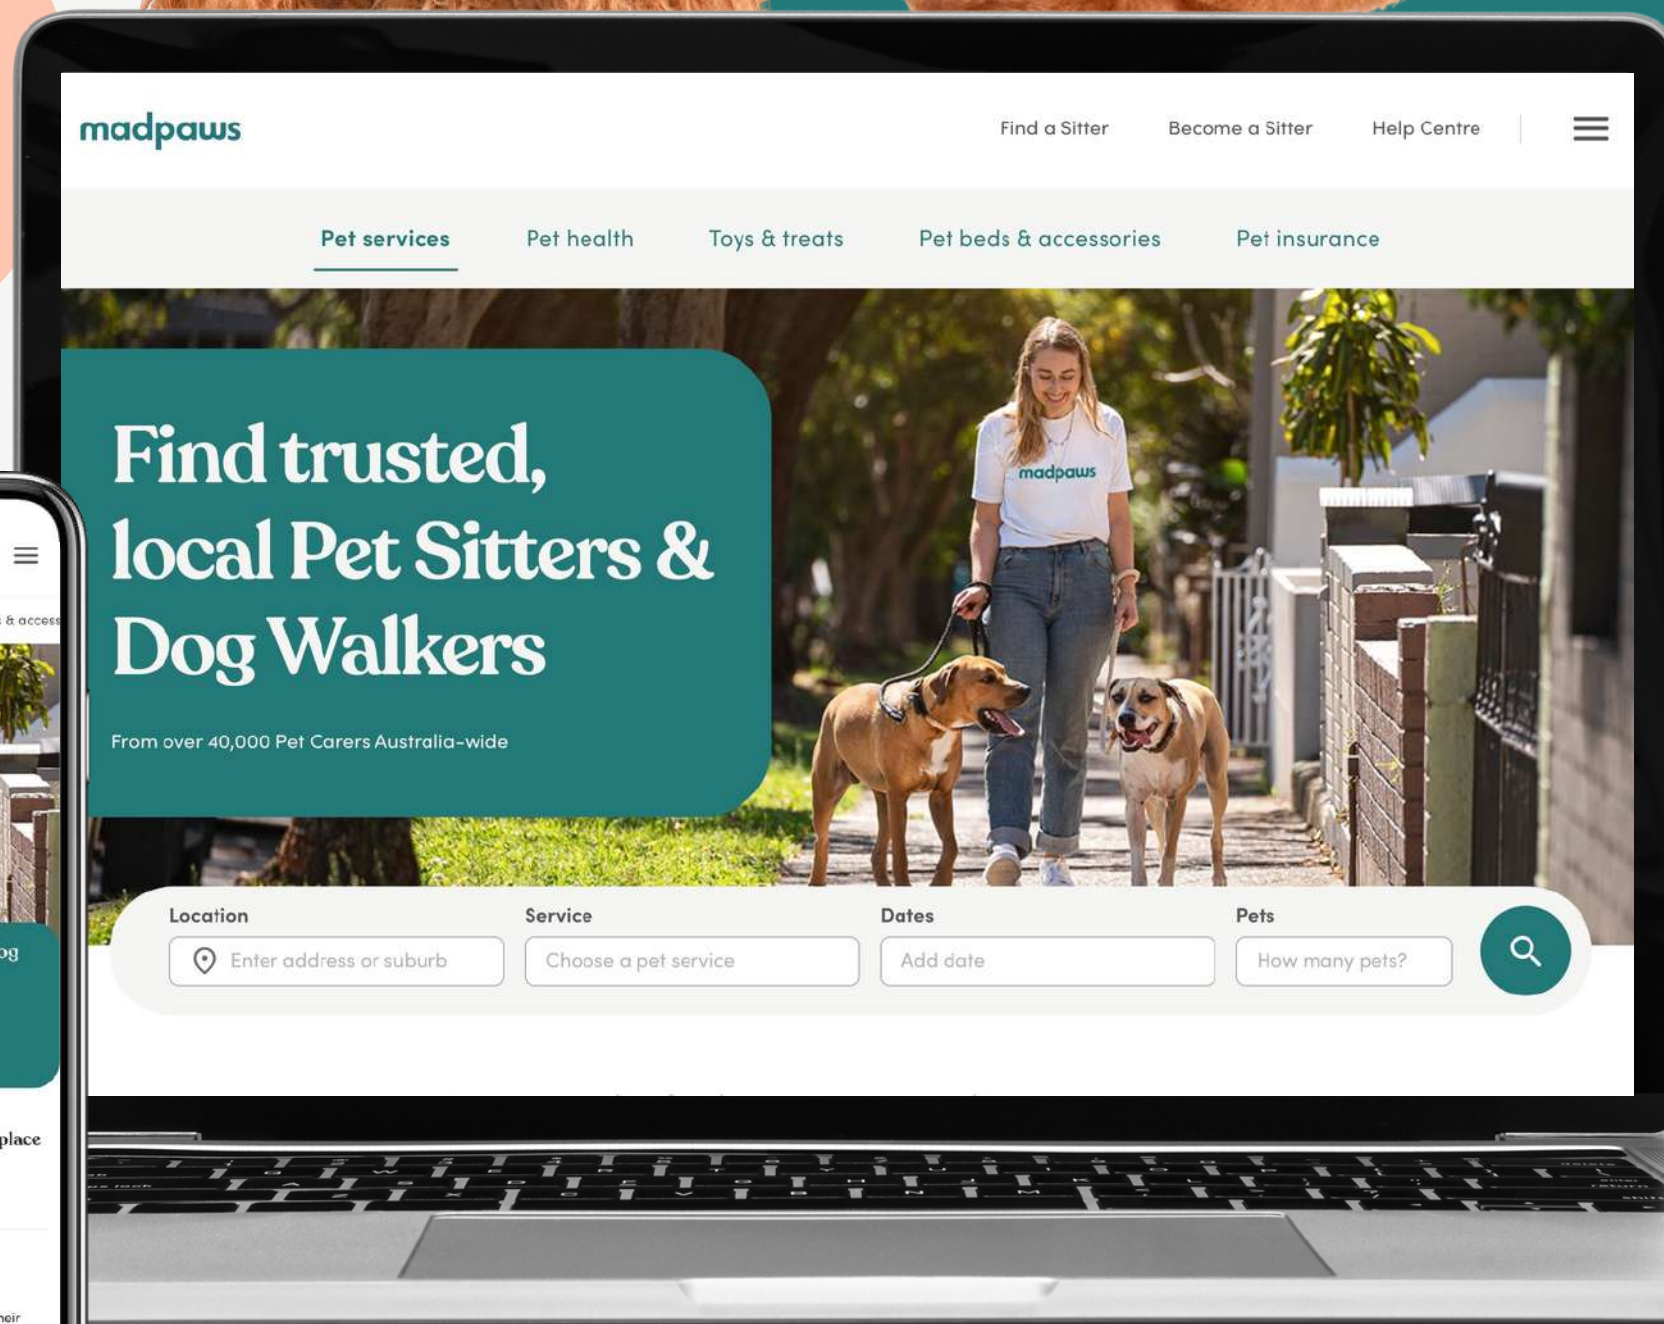 madpaws
Find a Sitter
Become a Sitter
Help Centre
Pet services
Pet health
Toys & treats
Pet beds & accessories
Pet insurance
Find trusted,
local Pet Sitters &
Dog Walkers
From over 40,000 Pet Carers Australia-wide
madpaws
Location
Service
Dates
Pets
Enter address or suburb
Choose a pet service
Add date
How many pets?
& access
place